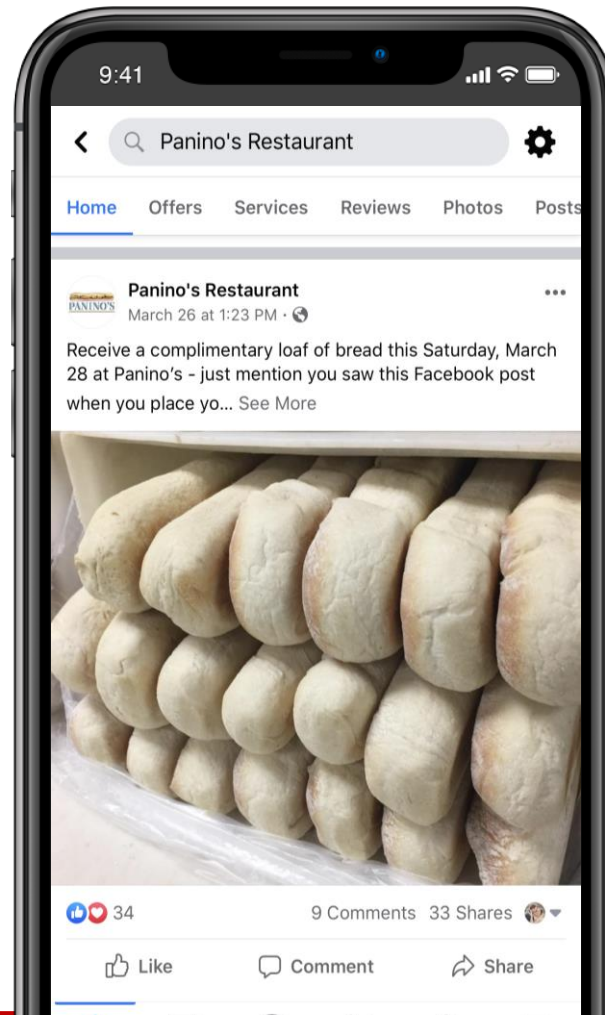 9:41
Panino's Restaurant
Home Offers Services Reviews Photos Posts
PANINO'S
Panino's Restaurant
March 26 at 1:23 PM ·
Receive a complimentary loaf of bread this Saturday, March
28 at Panino’s - just mention you saw this Facebook post
when you place yo... See More
34 9 Comments 33 Shares
Like Comment Share